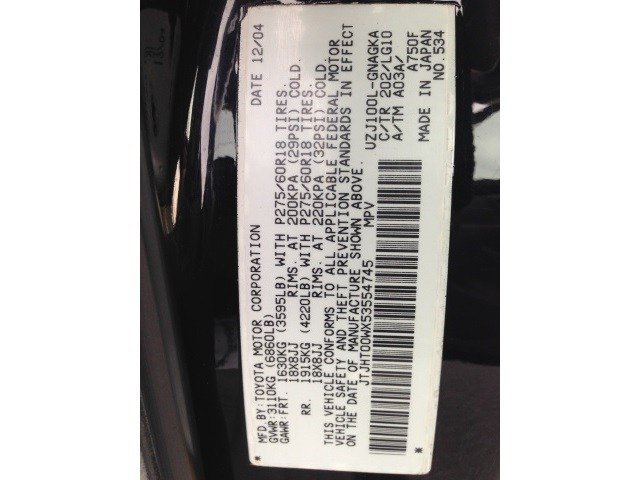 * MFD.BY:TOYOTA MOTOR CORPORATION DATE 12/04
GVWR:3110KG (6860LB)
GAWR:FRT. 1630KG (3595LB) WITH P275/60R18 TIRES.
18X8JJ RIMS. AT 200KPA (29PSI) COLD.
RR. 1915KG (4220LB) WITH P275/60R18 TIRES.
18X8JJ RIMS. AT 220KPA (32PSI) COLD.
THIS VEHICLE CONFORMS TO ALL APPLICABLE FEDERAL MOTOR
VEHICLE SAFETY AND THEFT PREVENTION STANDARDS IN EFFECT
ON THE DATE OF MANUFACTURE SHOWN ABOVE.
JTJHT00WX53554745 MPV UZJ100L-GNAGKA
C/TR 202/LG10
A/TM A03A/ A750F
* MADE IN JAPAN
NO.534